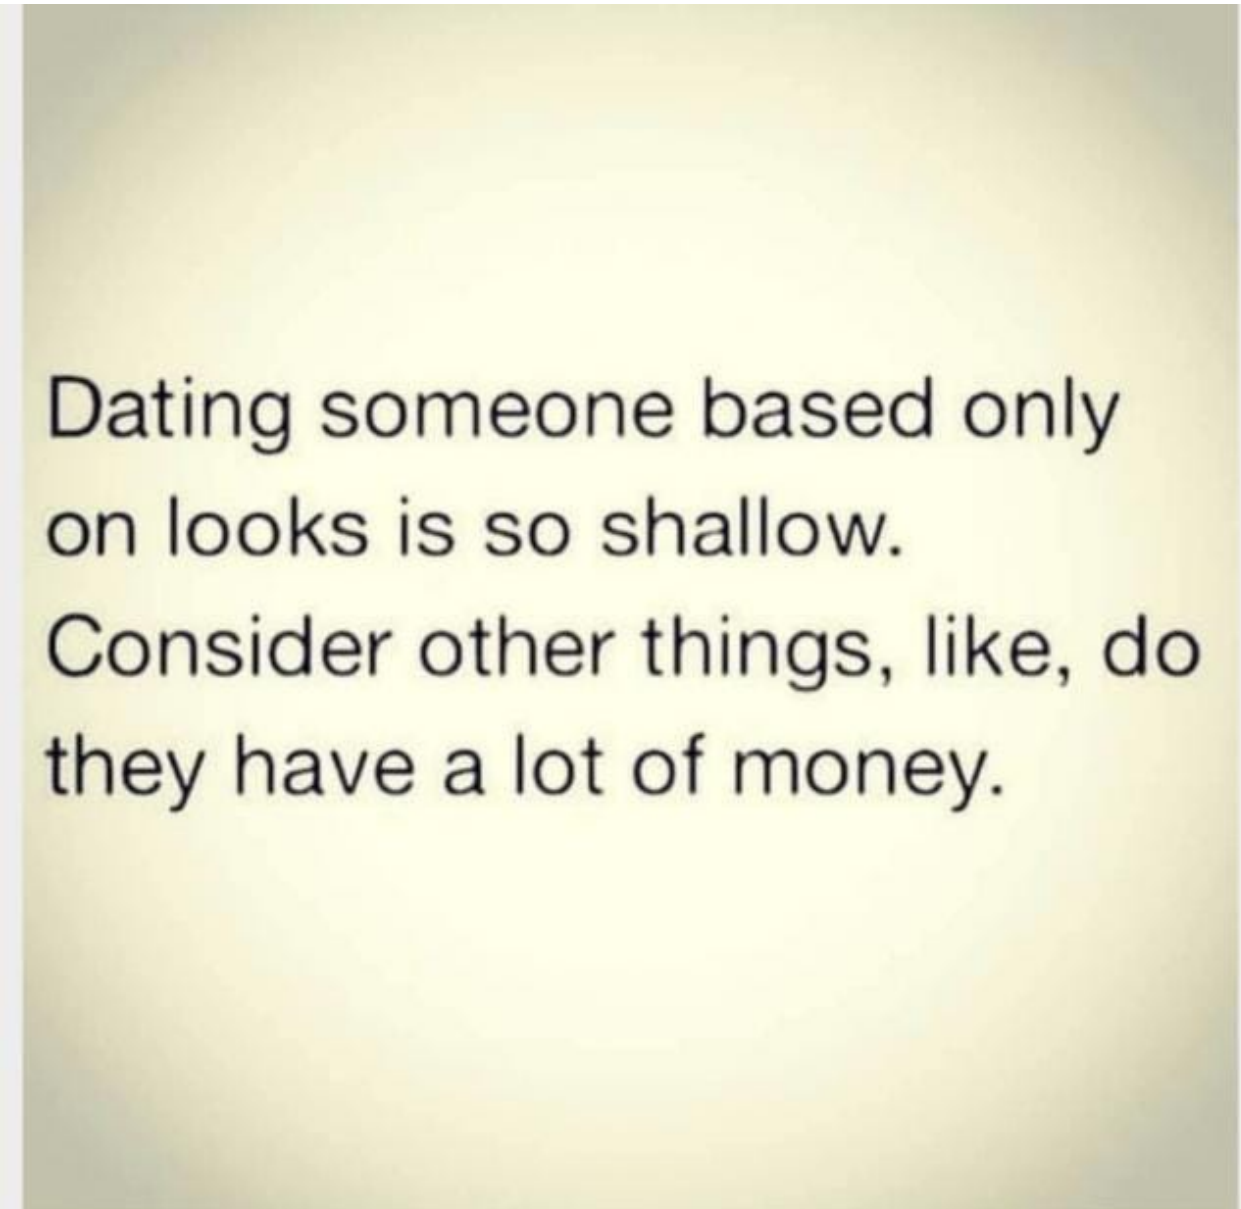 Dating someone based only
on looks is so shallow.
Consider other things, like, do
they have a lot of money.